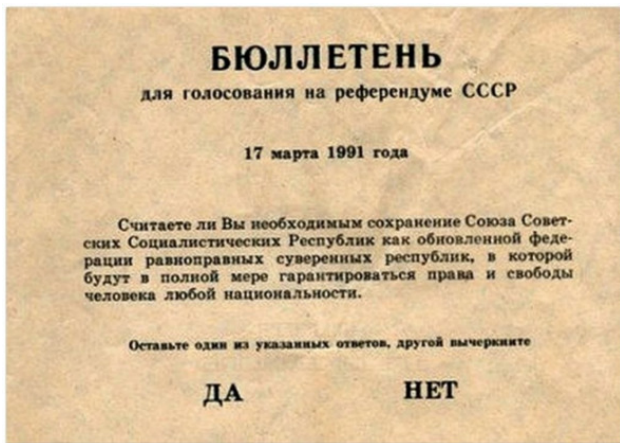 БЮЛЛЕТЕНЬ
для голосования на референдуме СССР
17 марта 1991 года
Считаете ли Вы необходимым сохранение Союза Совет-
ских Социалистических Республик как обновленной феде-
рации равноправных суверенных республик, в которой
будут в полной мере гарантироваться права и свободы
человека любой национальности.
Оставьте один из указанных ответов, другой вычеркните
ДА НЕТ